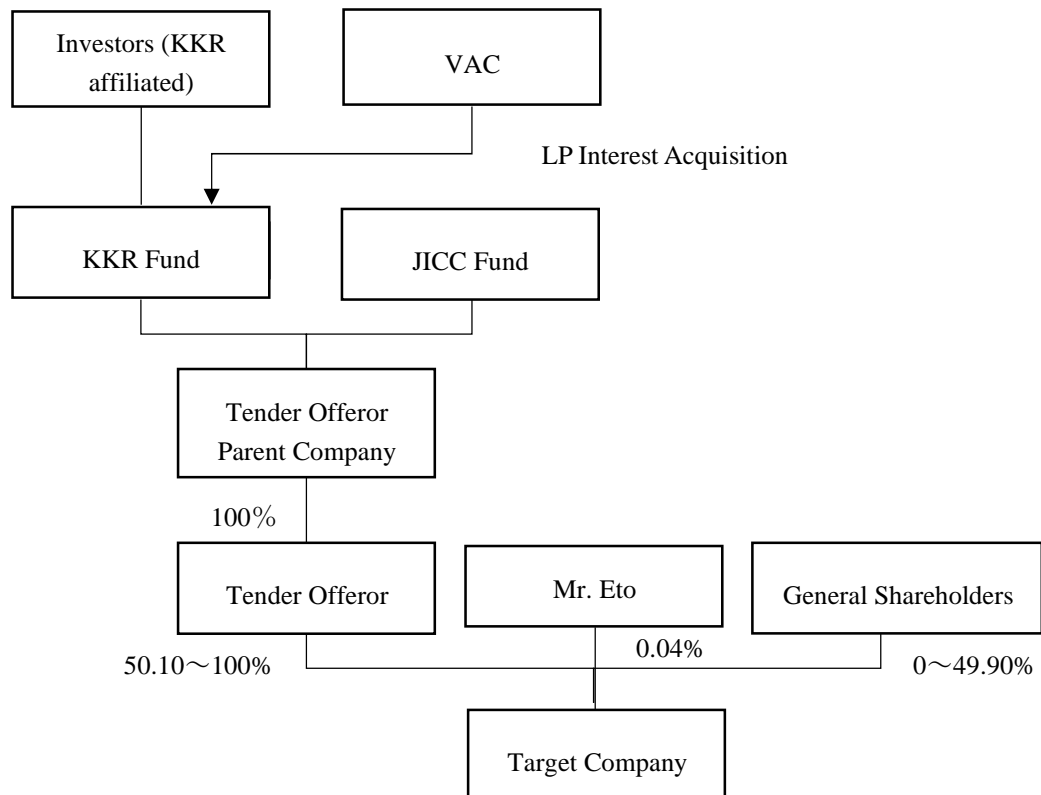 Investors (KKR
affiliated)
VAC
LP Interest Acquisition
KKR Fund
JICC Fund
Tender Offeror
Parent Company
100％
Tender Offeror
Mr. Eto
General Shareholders
50.10～100%
0.04%
0～49.90%
Target Company